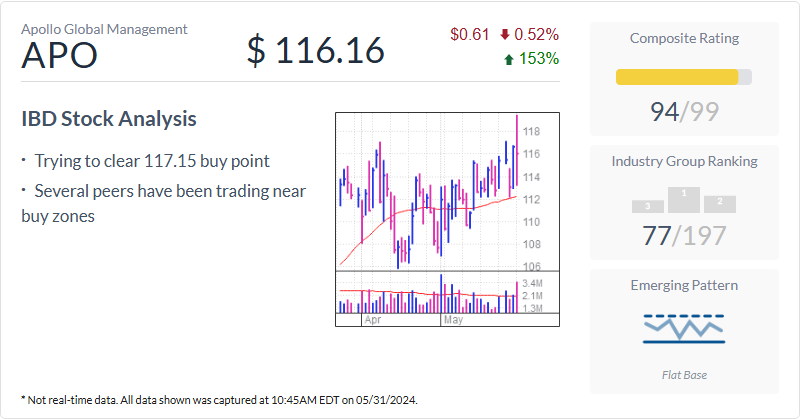 Apollo Global Management
APO
$ 116.16
$0.61 0.52%
153%
IBD Stock Analysis
• Trying to clear 117.15 buy point
• Several peers have been trading near
buy zones
118
116
114
112
110
108
106
3.4M
2.1M
1.3M
Apr
May
Composite Rating
94/99
Industry Group Ranking
3
1
2
77/197
Emerging Pattern
Flat Base
* Not real-time data. All data shown was captured at 10:45AM EDT on 05/31/2024.